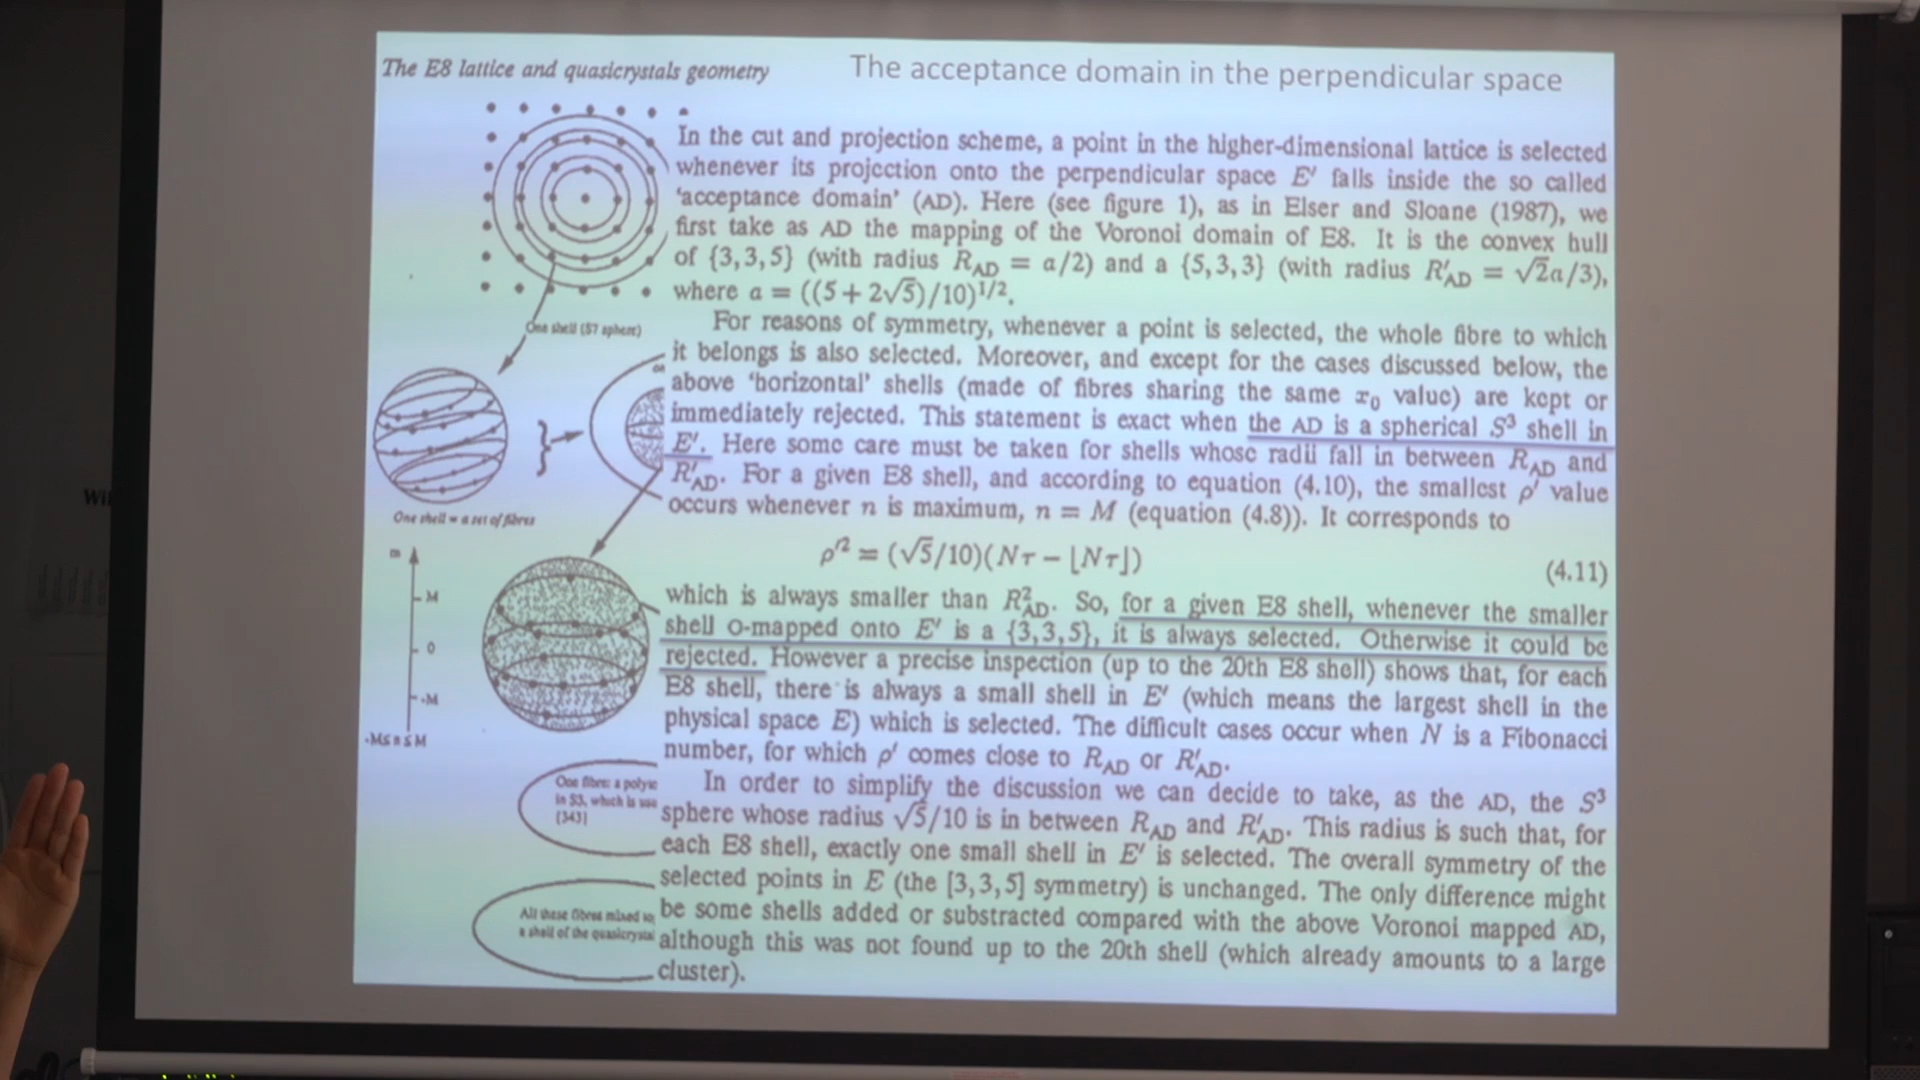 The E8 lattice and quasicrystals geometry
The acceptance domain in the perpendicular space
In the cut and projection scheme, a point in the higher-dimensional lattice is selected
whenever its projection onto the perpendicular space E′ falls inside the so called
‘acceptance domain’ (AD). Here (see figure 1), as in Elser and Sloane (1987), we
first take as AD the mapping of the Voronoi domain of E8. It is the convex hull
of {3,3,5} (with radius R_AD = a/2) and a {5,3,3} (with radius R′_AD = √2a/3),
where a = ((5+2√5)/10)^1/2.
For reasons of symmetry, whenever a point is selected, the whole fibre to which
it belongs is also selected. Moreover, and except for the cases discussed below, the
above ‘horizontal’ shells (made of fibres sharing the same x₀ value) are kept or
immediately rejected. This statement is exact when the AD is a spherical S³ shell in
E′. Here some care must be taken for shells whose radii fall in between R_AD and
R′_AD. For a given E8 shell, and according to equation (4.10), the smallest ρ′ value
occurs whenever n is maximum, n = M (equation (4.8)). It corresponds to
ρ′² = (√5/10)(Nτ − ⌊Nτ⌋)
(4.11)
which is always smaller than R²_AD. So, for a given E8 shell, whenever the smaller
shell O-mapped onto E′ is a {3,3,5}, it is always selected. Otherwise it could be
rejected. However a precise inspection (up to the 20th E8 shell) shows that, for each
E8 shell, there is always a small shell in E′ (which means the largest shell in the
physical space E) which is selected. The difficult cases occur when N is a Fibonacci
number, for which ρ′ comes close to R_AD or R′_AD.
In order to simplify the discussion we can decide to take, as the AD, the S³
sphere whose radius √5/10 is in between R_AD and R′_AD. This radius is such that, for
each E8 shell, exactly one small shell in E′ is selected. The overall symmetry of the
selected points in E (the [3,3,5] symmetry) is unchanged. The only difference might
be some shells added or substracted compared with the above Voronoi mapped AD,
although this was not found up to the 20th shell (which already amounts to a large
cluster).
One shell (S7 sphere)
One shell = a set of fibres
M
0
-M
-M≤n≤M
One fibre: a
in S3, which is
(343)
All these fibres mixed
a shell of the quasicrystal